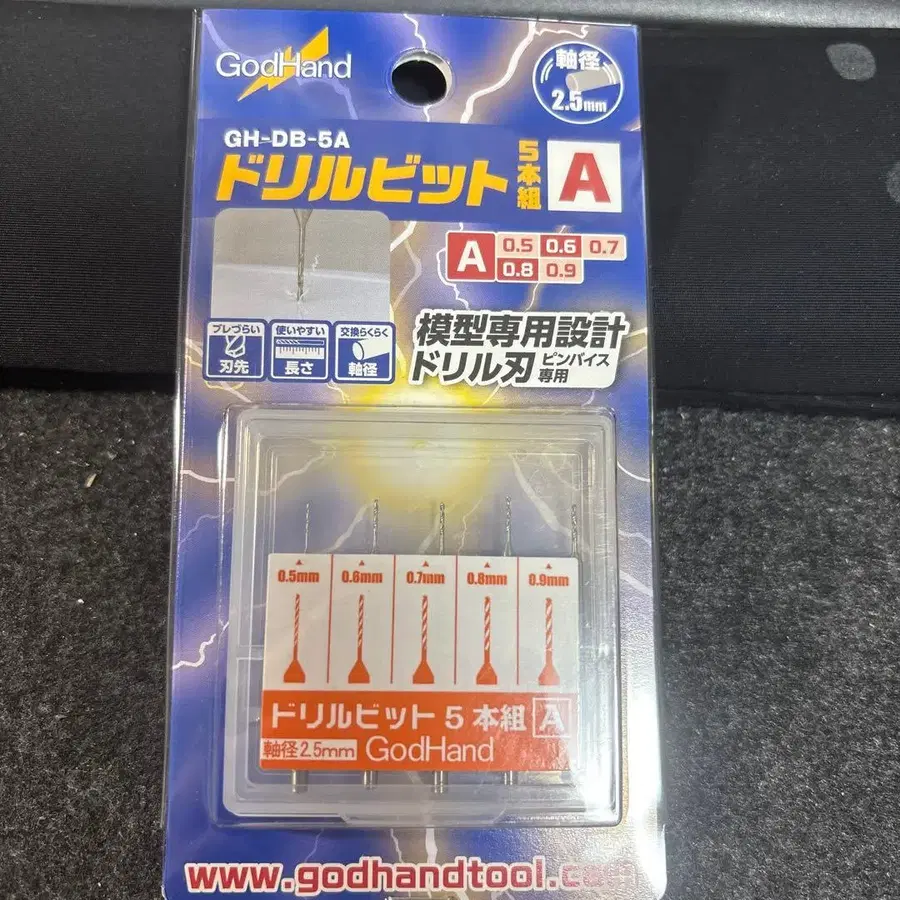 GodHand
軸径
2.5mm
GH-DB-5A
ドリルビット
5本組
A
A 0.5 0.6 0.7
0.8 0.9
ブレづらい
刃先
使いやすい
長さ
交換らくらく
軸径
模型専用設計
ドリル刃 ピンバイス
専用
0.5mm 0.6mm 0.7mm 0.8mm 0.9mm
ドリルビット 5 本組 A
軸径2.5mm GodHand
www.godhandtool.com